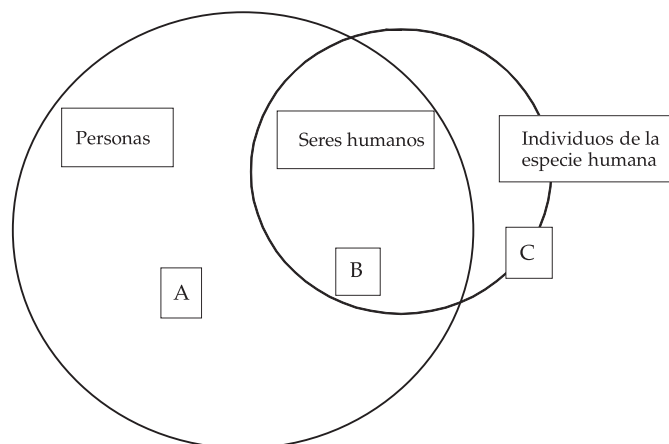 Personas
Seres humanos
Individuos de la
especie humana
A
B
C